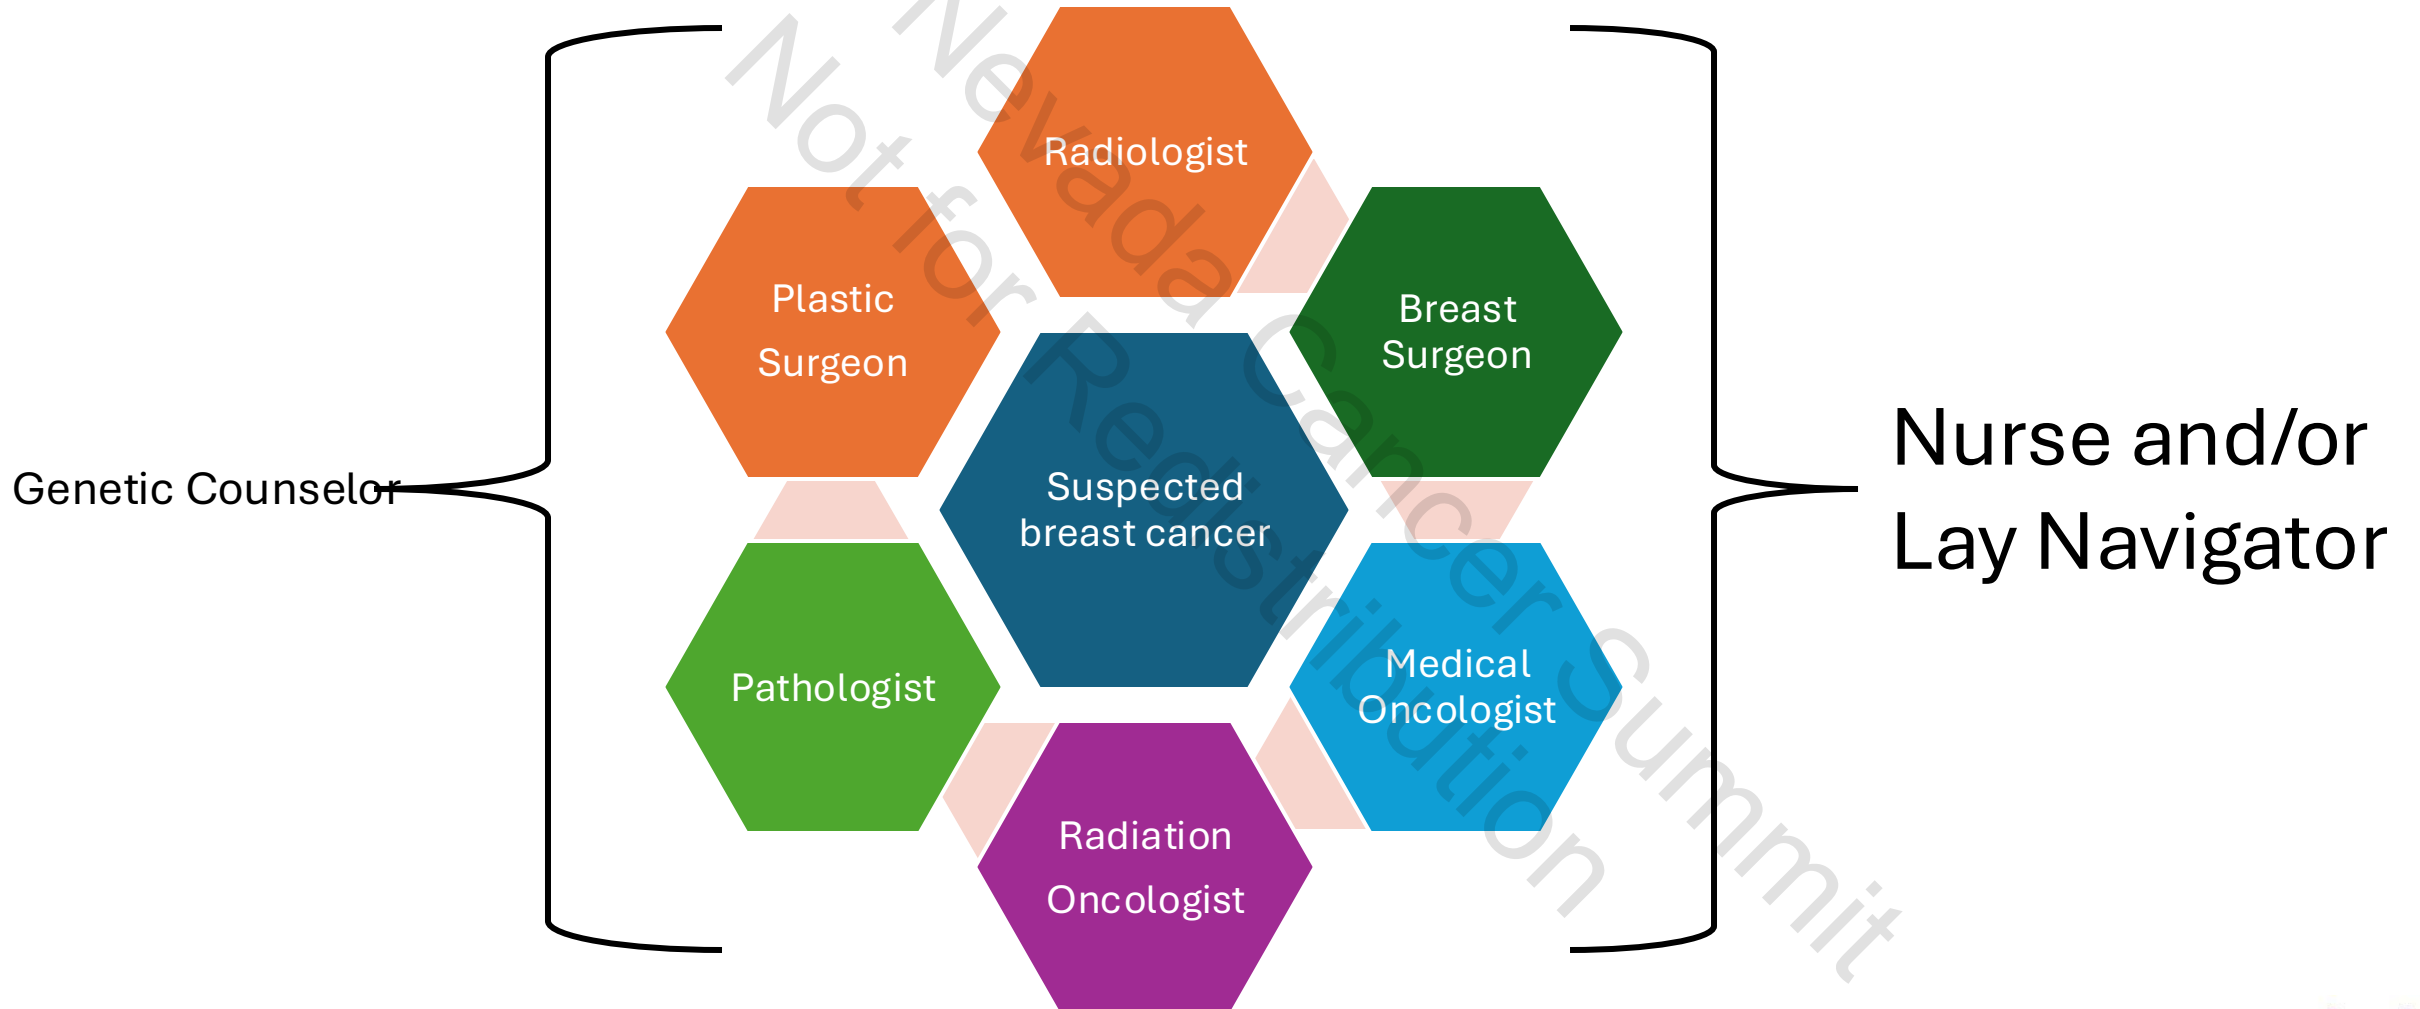 Radiologist
Plastic
Surgeon
Breast
Surgeon
Genetic Counselor
Suspected
breast cancer
Nurse and/or
Lay Navigator
Pathologist
Medical
Oncologist
Radiation
Oncologist
Nevada Cancer Summit
Not for Redistribution